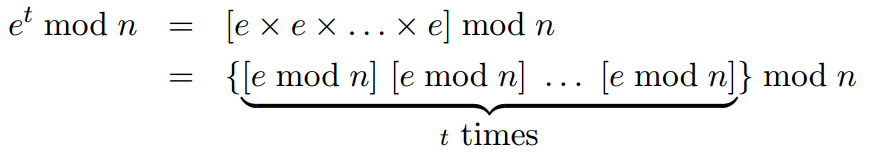 e^t mod n = [e × e × … × e] mod n
= {[e mod n] [e mod n] … [e mod n]} mod n
t times